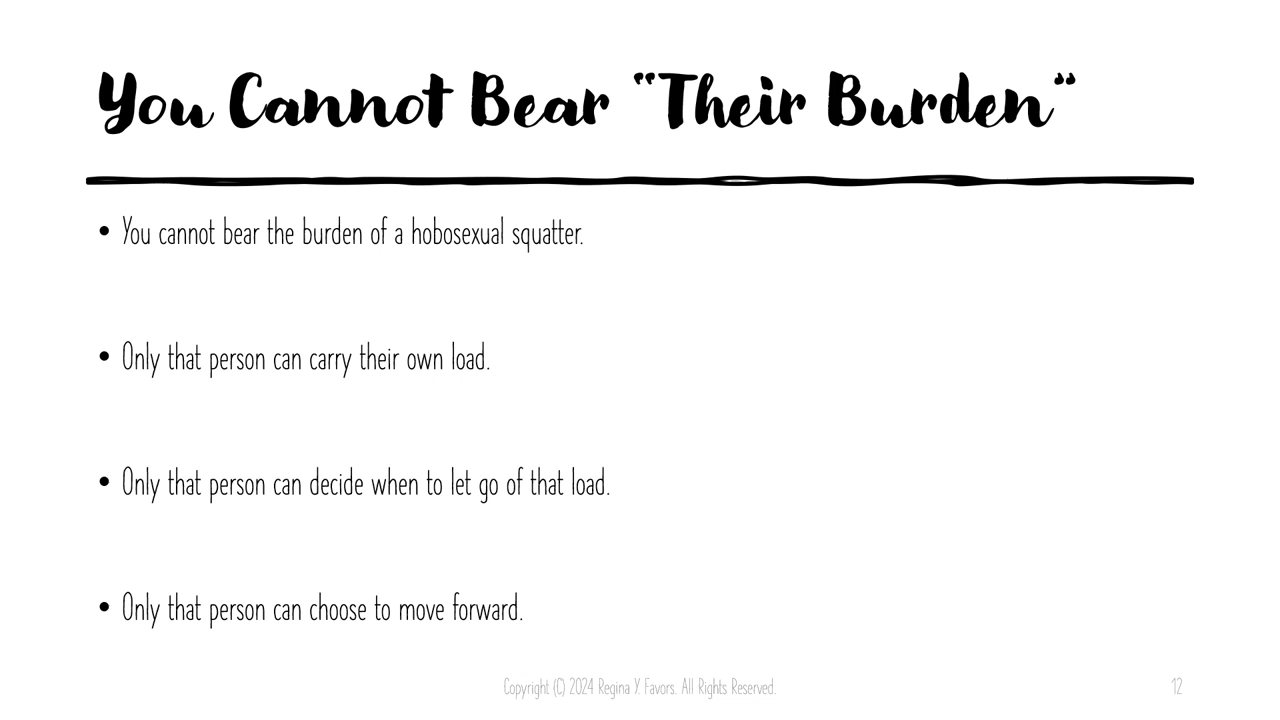 You Cannot Bear “Their Burden”
• You cannot bear the burden of a hobosexual squatter.
• Only that person can carry their own load.
• Only that person can decide when to let go of that load.
• Only that person can choose to move forward.
Copyright (C) 2024 Regina Y. Favors. All Rights Reserved.
12